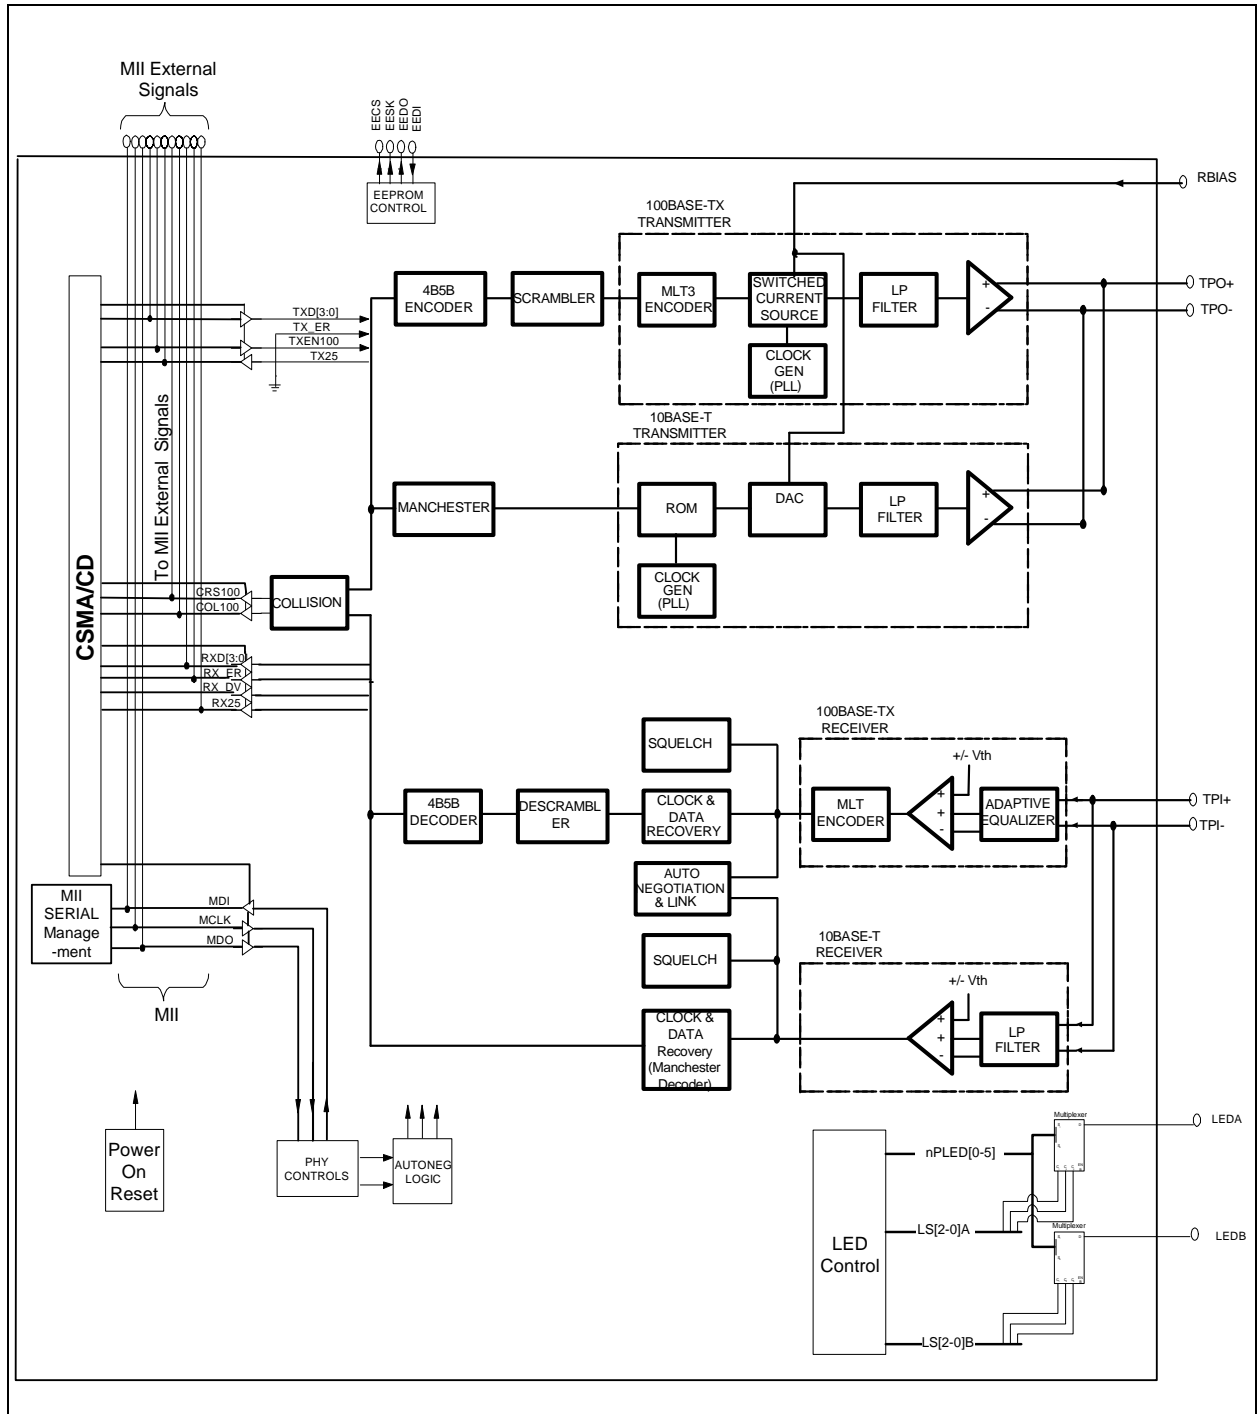 MII External
Signals
EECS
EESK
EEDO
EEDI
EEPROM
CONTROL
RBIAS
100BASE-TX
TRANSMITTER
4B5B
ENCODER
SCRAMBLER
MLT3
ENCODER
SWITCHED
CURRENT
SOURCE
LP
FILTER
+
-
TPO+
TPO-
CLOCK
GEN
(PLL)
TXD[3:0]
TX_ER
TXEN100
TX25
To MII External Signals
CSMA/CD
10BASE-T
TRANSMITTER
MANCHESTER
ROM
DAC
LP
FILTER
+
-
CLOCK
GEN
(PLL)
CRS100
COL100
COLLISION
RXD[3:0]
RX_ER
RX_DV
RX25
100BASE-TX
RECEIVER
SQUELCH
+/- Vth
4B5B
DECODER
DESCRAMBL
ER
CLOCK &
DATA
RECOVERY
MLT
ENCODER
+
+
-
ADAPTIVE
EQUALIZER
TPI+
TPI-
AUTO
NEGOTIATION
& LINK
MII
SERIAL
Manage
-ment
MDI
MCLK
MDO
MII
SQUELCH
10BASE-T
RECEIVER
+/- Vth
CLOCK &
DATA
Recovery
(Manchester
Decoder)
+
+
-
LP
FILTER
Power
On
Reset
PHY
CONTROLS
AUTONEG
LOGIC
LED
Control
nPLED[0-5]
LS[2-0]A
LS[2-0]B
Multiplexer
LEDA
Multiplexer
LEDB